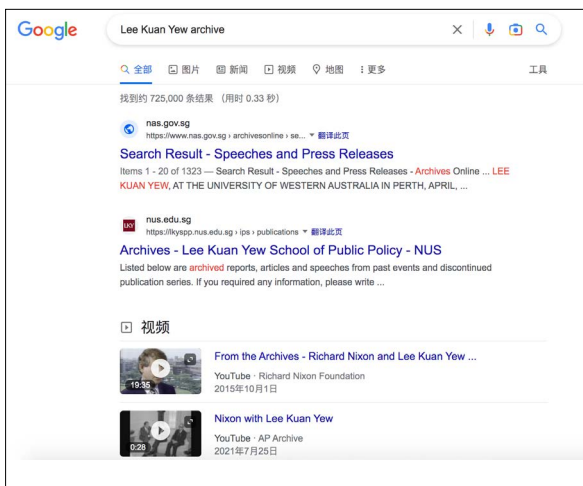 Google
Lee Kuan Yew archive
全部 图片 新闻 视频 地图 更多 工具
找到约 725,000 条结果 （用时 0.33 秒）
nas.gov.sg
https://www.nas.gov.sg › archivesonline › se... 翻译此页
Search Result - Speeches and Press Releases
Items 1 - 20 of 1323 — Search Result - Speeches and Press Releases - Archives Online ... LEE
KUAN YEW, AT THE UNIVERSITY OF WESTERN AUSTRALIA IN PERTH, APRIL, ...
LKY
nus.edu.sg
https://lkyspp.nus.edu.sg › ips › publications 翻译此页
Archives - Lee Kuan Yew School of Public Policy - NUS
Listed below are archived reports, articles and speeches from past events and discontinued
publication series. If you required any information, please write ...
视频
From the Archives - Richard Nixon and Lee Kuan Yew ...
YouTube · Richard Nixon Foundation
2015年10月1日
19:35
Nixon with Lee Kuan Yew
YouTube · AP Archive
2021年7月25日
0:28